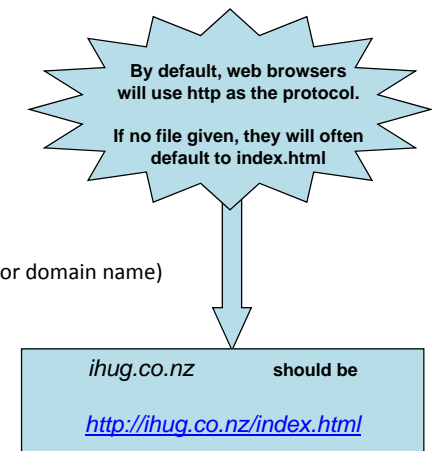 By default, web browsers
will use http as the protocol.
If no file given, they will often
default to index.html
or domain name)
ihug.co.nz should be
http://ihug.co.nz/index.html